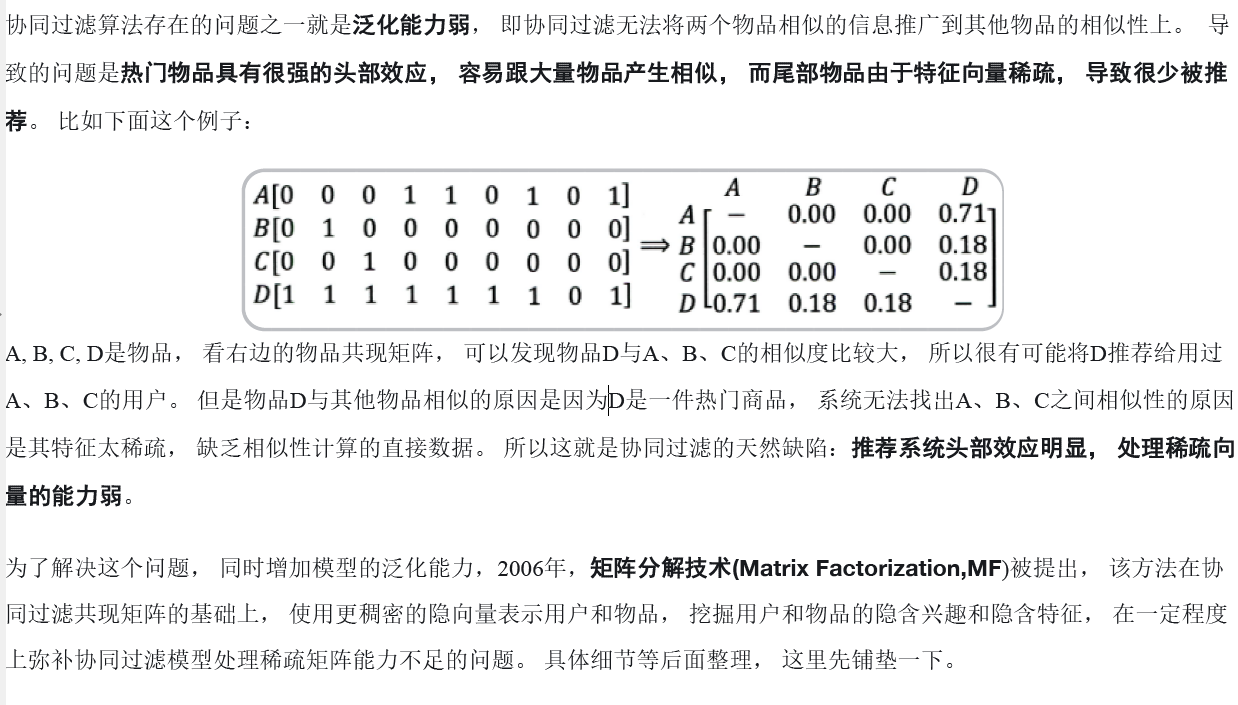 协同过滤算法存在的问题之一就是泛化能力弱， 即协同过滤无法将两个物品相似的信息推广到其他物品的相似性上。 导
致的问题是热门物品具有很强的头部效应， 容易跟大量物品产生相似， 而尾部物品由于特征向量稀疏， 导致很少被推
荐。 比如下面这个例子：
A[0 0 0 1 1 0 1 0 1]
B[0 1 0 0 0 0 0 0 0]
C[0 0 1 0 0 0 0 0 0]
D[1 1 1 1 1 1 1 0 1]
⇒
A B C D
A [ − 0.00 0.00 0.71 ]
B 0.00 − 0.00 0.18
C 0.00 0.00 − 0.18
D 0.71 0.18 0.18 −
A, B, C, D是物品， 看右边的物品共现矩阵， 可以发现物品D与A、B、C的相似度比较大， 所以很有可能将D推荐给用过
A、B、C的用户。 但是物品D与其他物品相似的原因是因为D是一件热门商品， 系统无法找出A、B、C之间相似性的原因
是其特征太稀疏， 缺乏相似性计算的直接数据。 所以这就是协同过滤的天然缺陷：推荐系统头部效应明显， 处理稀疏向
量的能力弱。
为了解决这个问题， 同时增加模型的泛化能力，2006年，矩阵分解技术(Matrix Factorization,MF)被提出， 该方法在协
同过滤共现矩阵的基础上， 使用更稠密的隐向量表示用户和物品， 挖掘用户和物品的隐含兴趣和隐含特征， 在一定程度
上弥补协同过滤模型处理稀疏矩阵能力不足的问题。 具体细节等后面整理， 这里先铺垫一下。